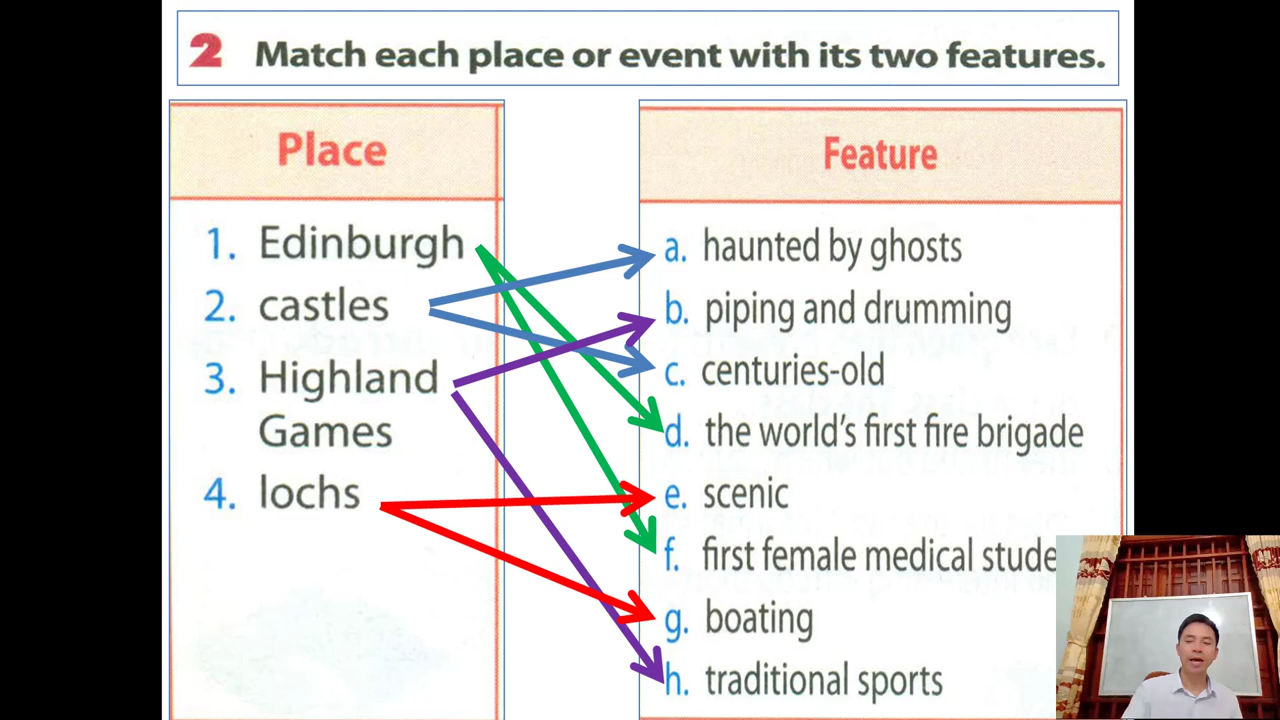 2 Match each place or event with its two features.
Place
1. Edinburgh
2. castles
3. Highland
Games
4. lochs
Feature
a. haunted by ghosts
b. piping and drumming
c. centuries-old
d. the world's first fire brigade
e. scenic
f. first female medical stude
g. boating
h. traditional sports